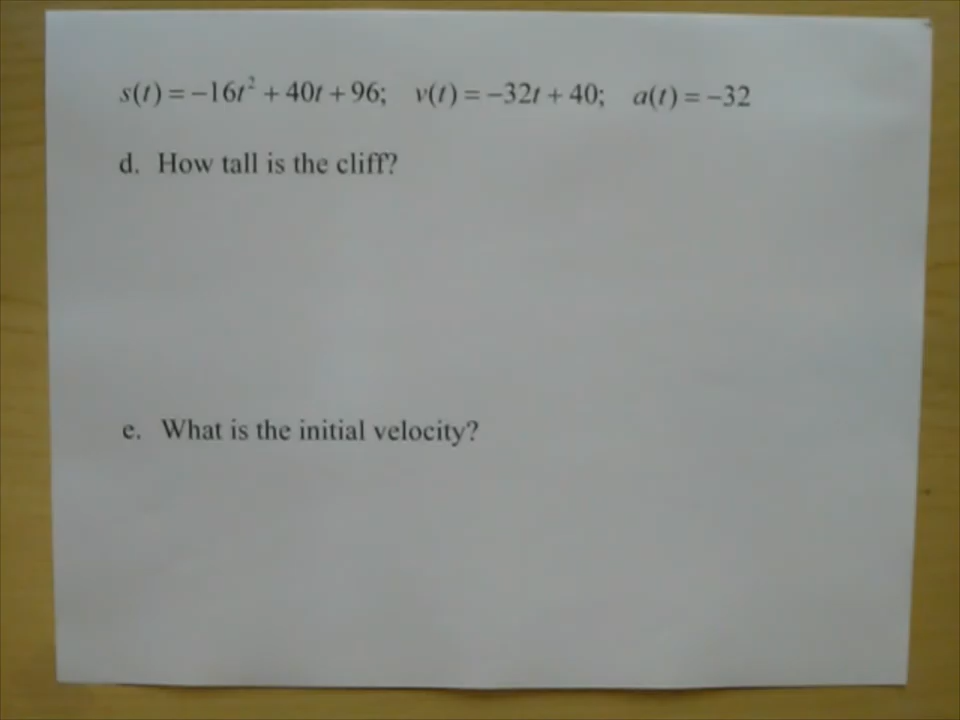 s(t) = −16t² + 40t + 96; v(t) = −32t + 40; a(t) = −32
d. How tall is the cliff?
e. What is the initial velocity?